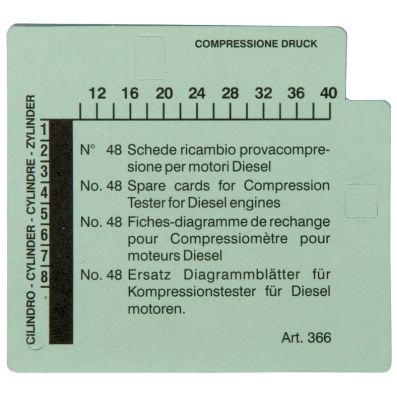 COMPRESSIONE DRUCK
12 16 20 24 28 32 36 40
CILINDRO - CYLINDER - CYLINDRE - ZYLINDER
1
2
3
4
5
6
7
8
N° 48 Schede ricambio provacompre-
sione per motori Diesel
No. 48 Spare cards for Compression
Tester for Diesel engines
No. 48 Fiches-diagramme de rechange
pour Compressiomètre pour
moteurs Diesel
No. 48 Ersatz Diagrammblätter für
Kompressionstester für Diesel
motoren.
Art. 366